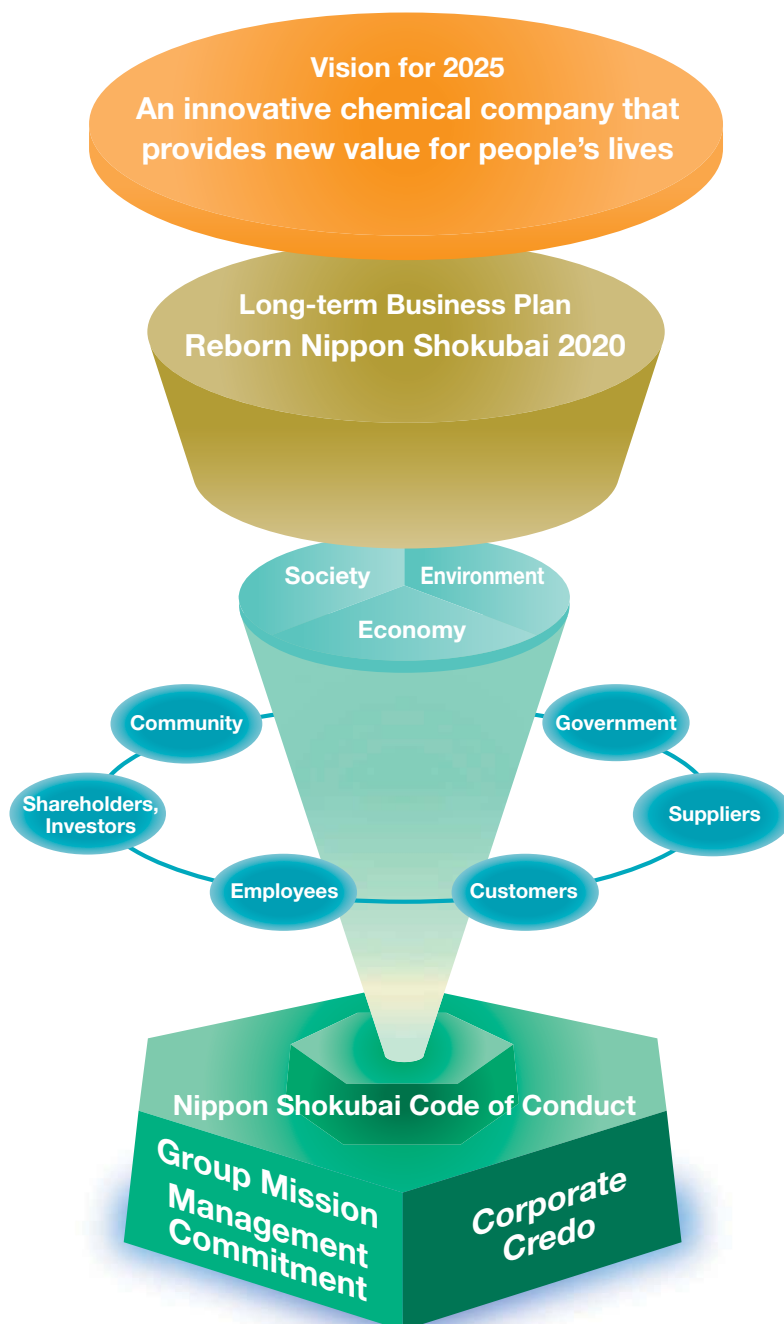 Vision for 2025
An innovative chemical company that
provides new value for people’s lives
Long-term Business Plan
Reborn Nippon Shokubai 2020
Society
Environment
Economy
Community
Government
Shareholders,
Investors
Suppliers
Employees
Customers
Nippon Shokubai Code of Conduct
Group Mission
Management
Commitment
Corporate
Credo